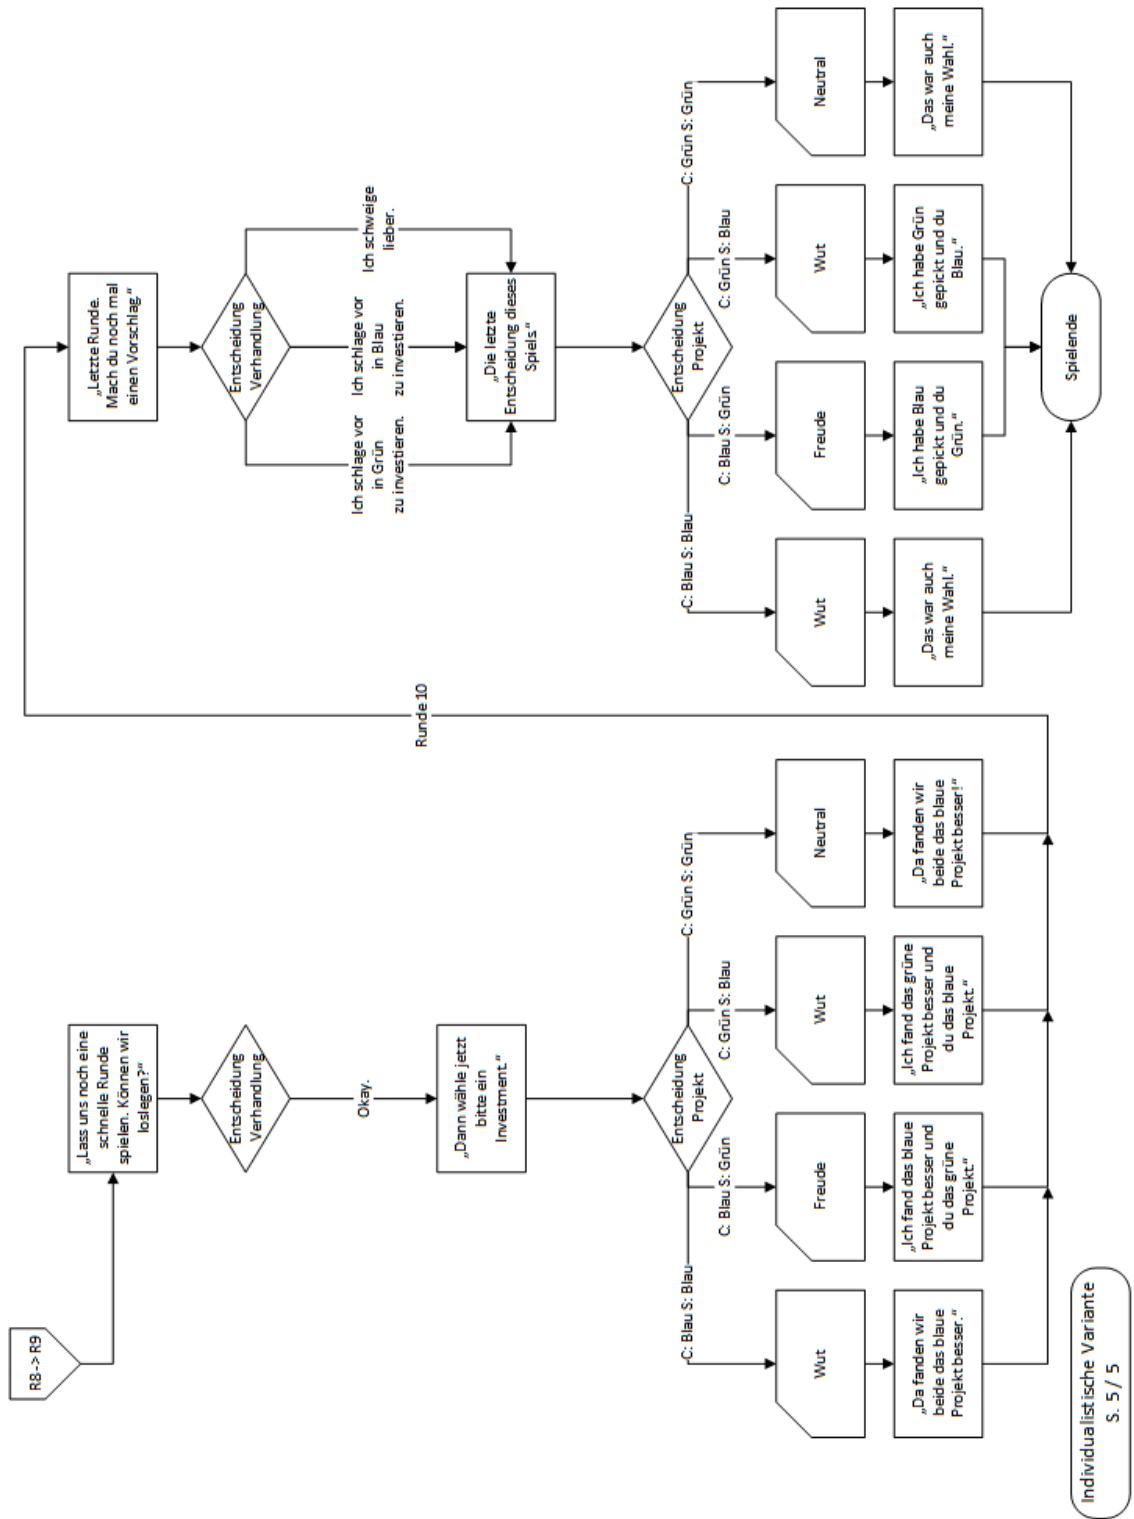 R8-> R9
„Lass uns noch eine
schnelle Runde
spielen. Können wir
loslegen?“
Entscheidung
Verhandlung
Okay.
„Dann wähle jetzt
bitte ein
Investment.“
Entscheidung
Projekt
C: Blau S: Blau
C: Blau S: Grün
C: Grün S: Blau
C: Grün S: Grün
Wut
Freude
Wut
Neutral
„Da fanden wir
beide das blaue
Projekt besser.“
„Ich fand das blaue
Projekt besser und
du das grüne
Projekt.“
„Ich fand das grüne
Projekt besser und
du das blaue
Projekt.“
„Da fanden wir
beide das blaue
Projekt besser!“
Runde 10
„Letzte Runde.
Mach du noch mal
einen Vorschlag.“
Entscheidung
Verhandlung
Ich schlage vor
in Grün
zu investieren.
Ich schlage vor
in Blau
zu investieren.
Ich schweige
lieber.
„Die letzte
Entscheidung dieses
Spiels.“
Entscheidung
Projekt
C: Blau S: Blau
C: Blau S: Grün
C: Grün S: Blau
C: Grün S: Grün
Wut
Freude
Wut
Neutral
„Das war auch
meine Wahl.“
„Ich habe Blau
gepickt und du
Grün.“
„Ich habe Grün
gepickt und du
Blau.“
„Das war auch
meine Wahl.“
Spielende
Individualistische Variante
S. 5 / 5